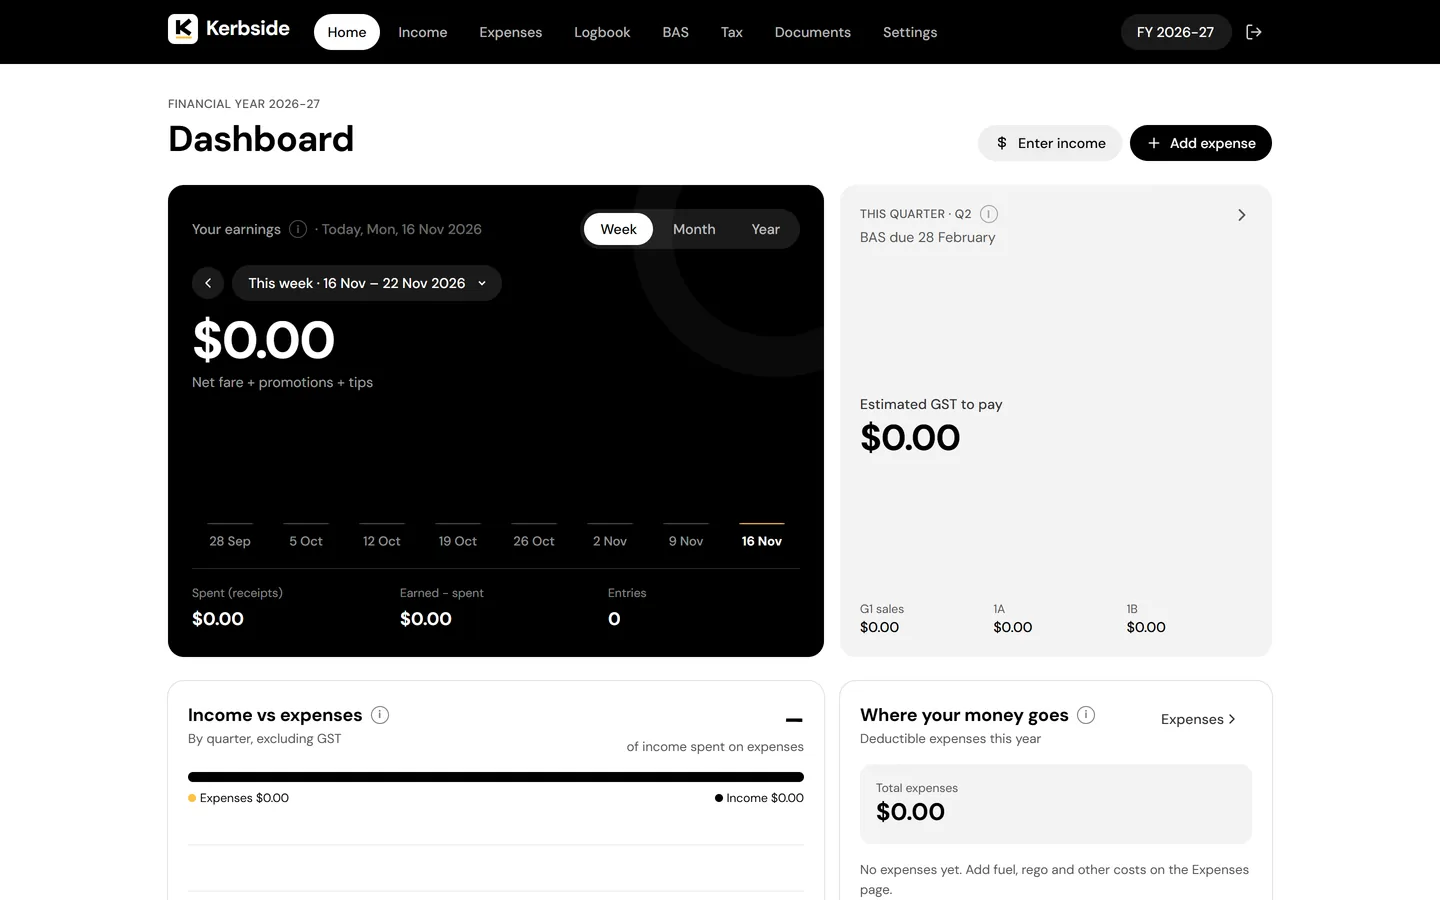 Kerbside
Home
Income
Expenses
Logbook
BAS
Tax
Documents
Settings
FY 2026-27
FINANCIAL YEAR 2026-27
Dashboard
$ Enter income
+ Add expense
Your earnings
· Today, Mon, 16 Nov 2026
Week
Month
Year
This week · 16 Nov – 22 Nov 2026
$0.00
Net fare + promotions + tips
28 Sep
5 Oct
12 Oct
19 Oct
26 Oct
2 Nov
9 Nov
16 Nov
Spent (receipts)
$0.00
Earned − spent
$0.00
Entries
0
THIS QUARTER · Q2
BAS due 28 February
Estimated GST to pay
$0.00
G1 sales
$0.00
1A
$0.00
1B
$0.00
Income vs expenses
By quarter, excluding GST
—
of income spent on expenses
Expenses $0.00
Income $0.00
Where your money goes
Deductible expenses this year
Expenses
Total expenses
$0.00
No expenses yet. Add fuel, rego and other costs on the Expenses
page.